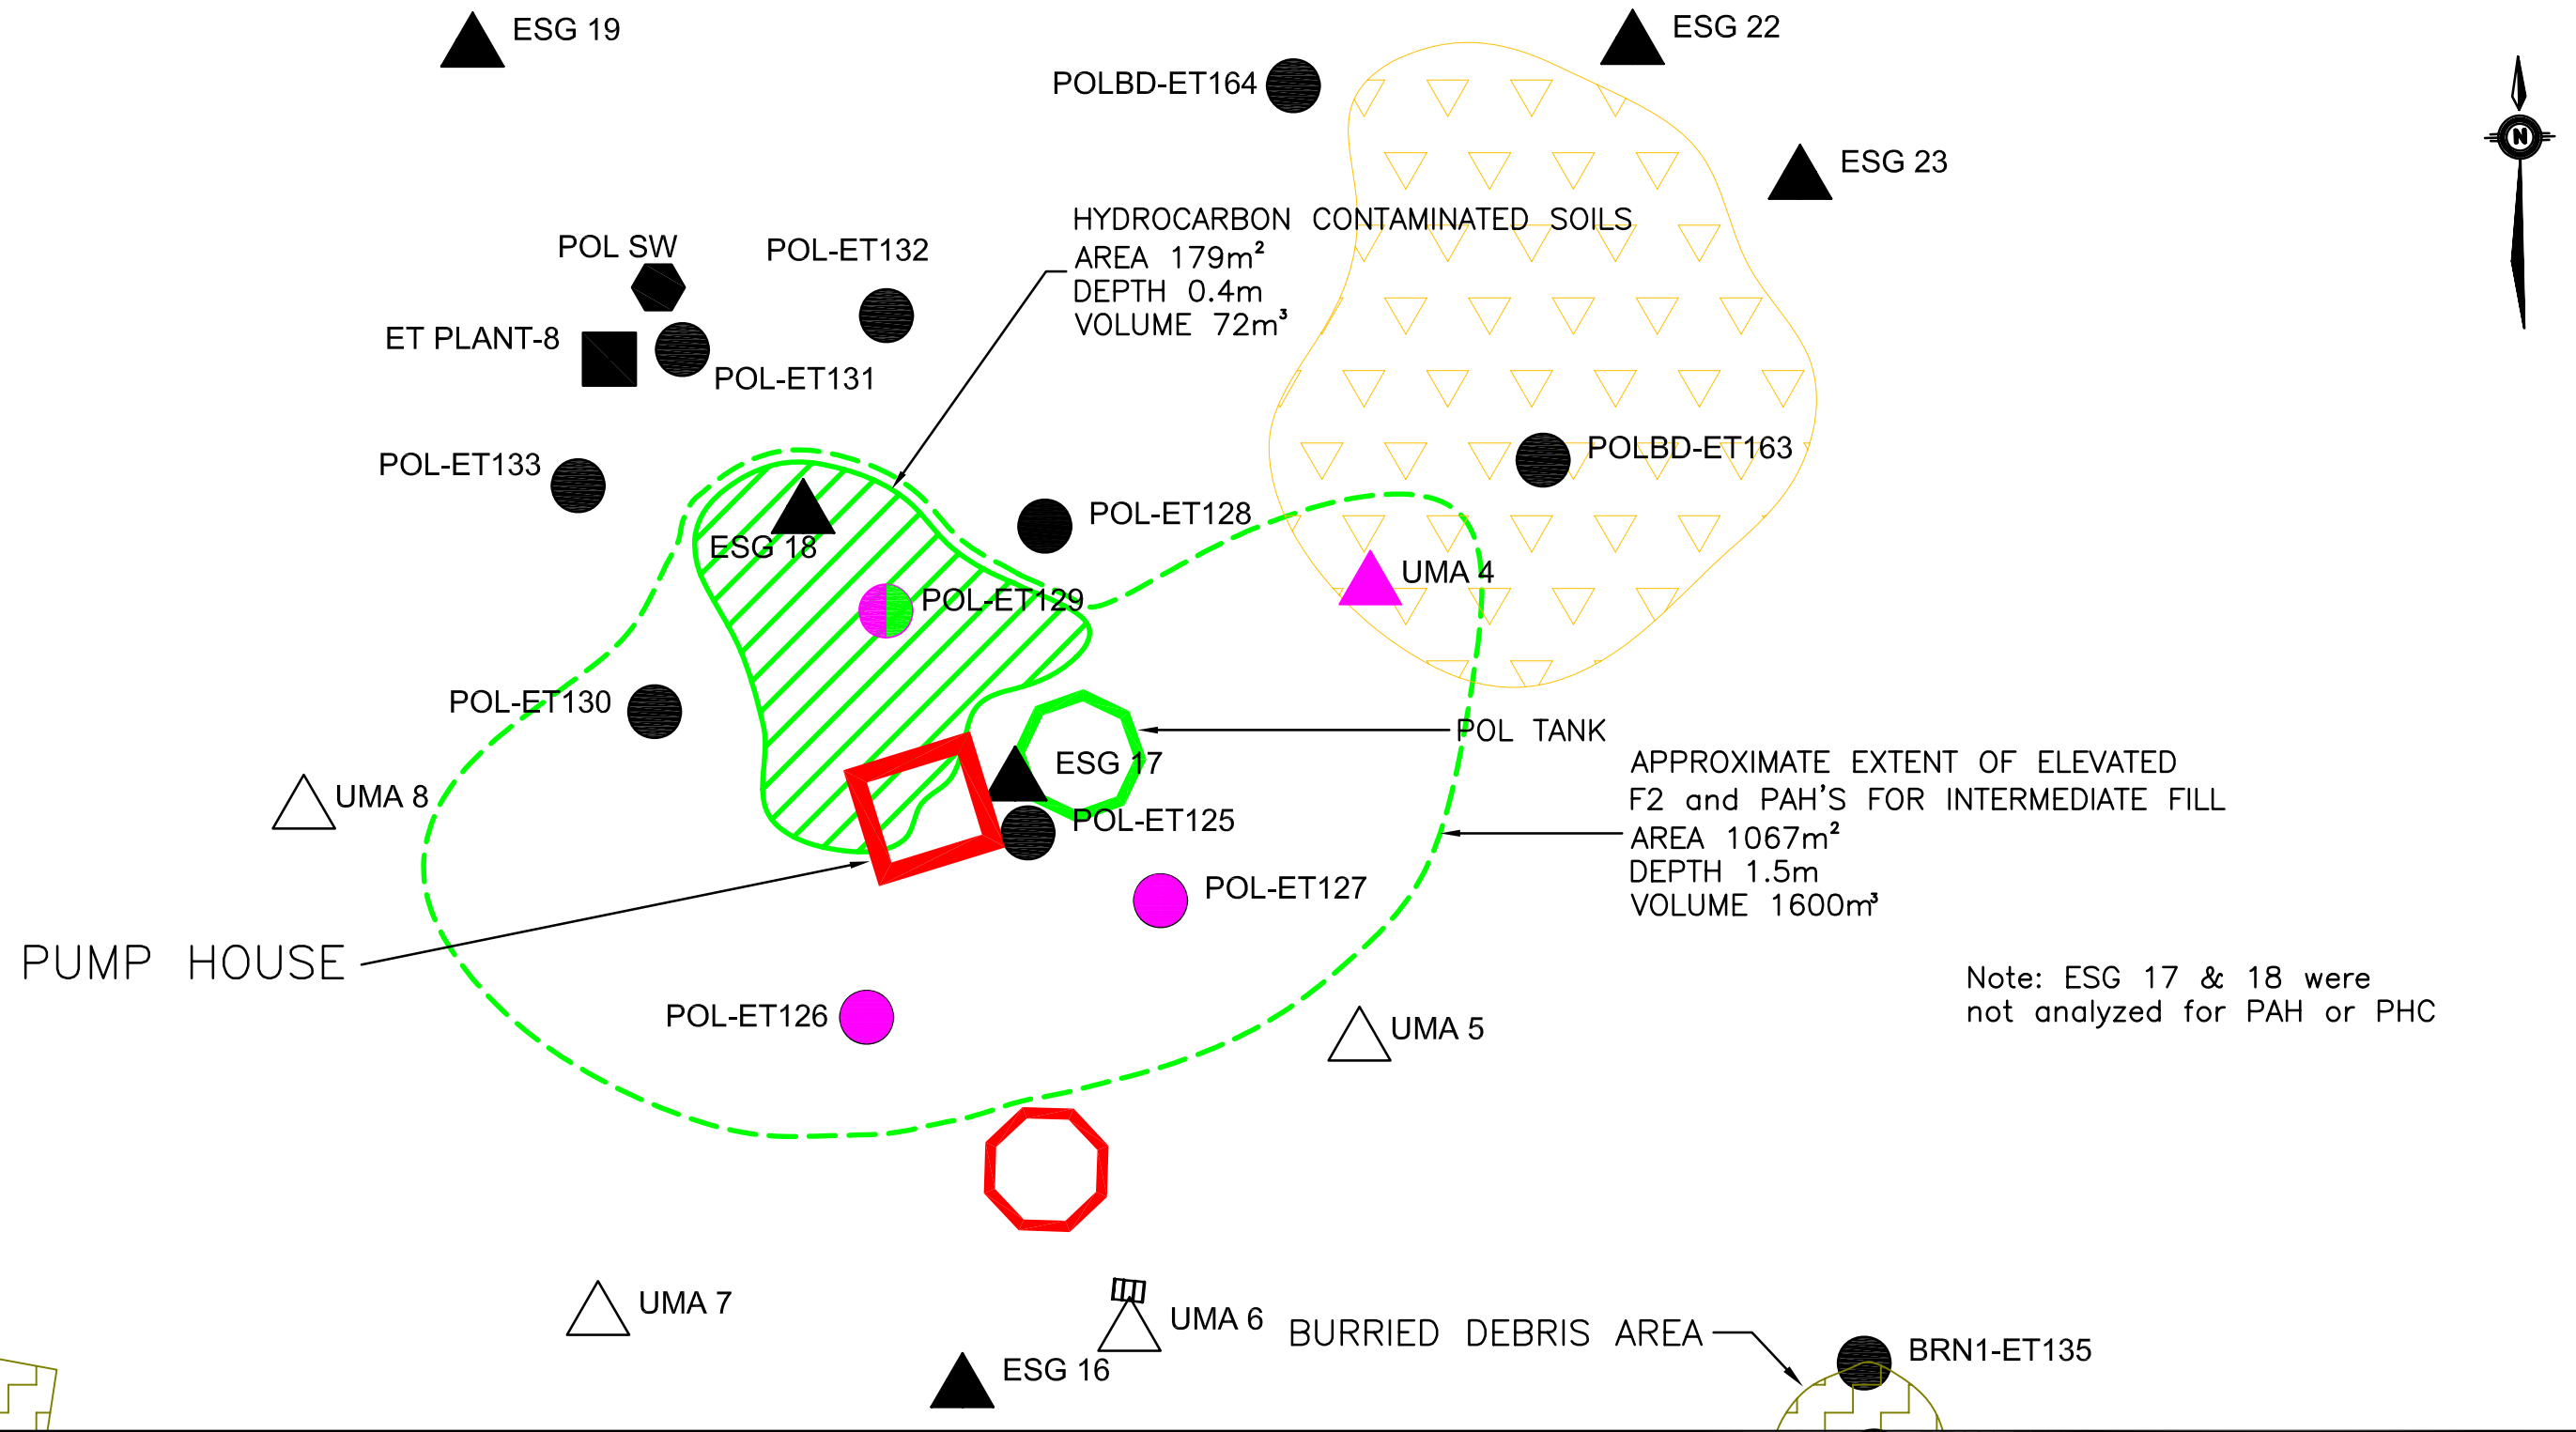 ESG 19
ESG 22
POLBD-ET164
N
ESG 23
HYDROCARBON CONTAMINATED SOILS
AREA 179m²
DEPTH 0.4m
VOLUME 72m³
POL SW
POL-ET132
ET PLANT-8
POL-ET131
POL-ET133
POLBD-ET163
POL-ET128
ESG 18
UMA 4
POL-ET129
POL-ET130
POL TANK
ESG 17
APPROXIMATE EXTENT OF ELEVATED
F2 and PAH'S FOR INTERMEDIATE FILL
AREA 1067m²
DEPTH 1.5m
VOLUME 1600m³
UMA 8
POL-ET125
POL-ET127
PUMP HOUSE
Note: ESG 17 & 18 were
not analyzed for PAH or PHC
POL-ET126
UMA 5
UMA 7
UMA 6
BURRIED DEBRIS AREA
BRN1-ET135
ESG 16